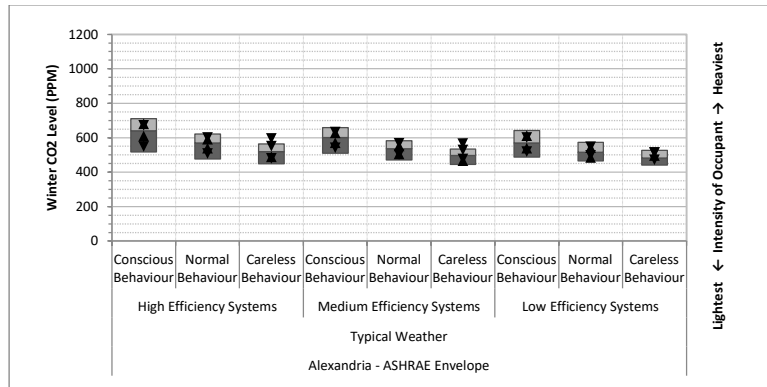 Winter CO2 Level (PPM)
1200
1000
800
600
400
200
0
Conscious Behaviour
Normal Behaviour
Careless Behaviour
Conscious Behaviour
Normal Behaviour
Careless Behaviour
Conscious Behaviour
Normal Behaviour
Careless Behaviour
High Efficiency Systems
Medium Efficiency Systems
Low Efficiency Systems
Typical Weather
Alexandria - ASHRAE Envelope
Lightest ← Intensity of Occupant → Heaviest